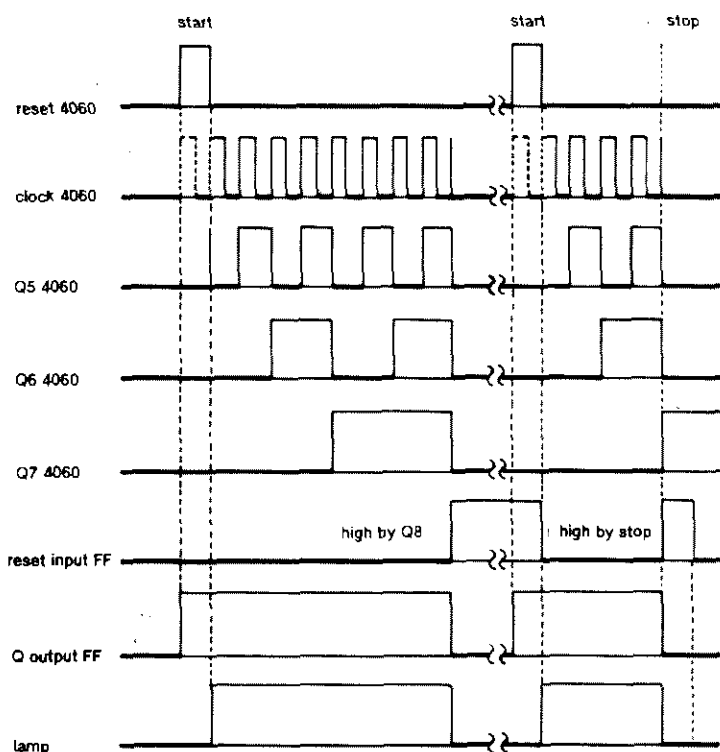 start start stop
reset 4060
clock 4060
Q5 4060
Q6 4060
Q7 4060
high by Q8 high by stop
reset input FF
Q output FF
lamp